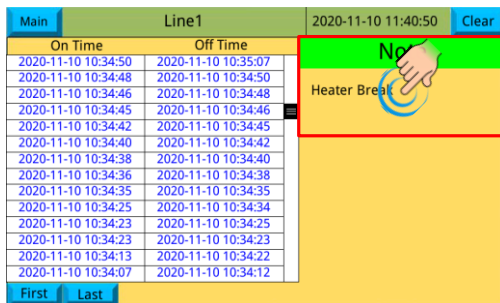 Main Line1 2020-11-10 11:40:50 Clear
On Time Off Time
2020-11-10 10:34:50 2020-11-10 10:35:07
2020-11-10 10:34:48 2020-11-10 10:34:50
2020-11-10 10:34:46 2020-11-10 10:34:48
2020-11-10 10:34:45 2020-11-10 10:34:46
2020-11-10 10:34:42 2020-11-10 10:34:45
2020-11-10 10:34:40 2020-11-10 10:34:42
2020-11-10 10:34:38 2020-11-10 10:34:40
2020-11-10 10:34:36 2020-11-10 10:34:38
2020-11-10 10:34:35 2020-11-10 10:34:35
2020-11-10 10:34:25 2020-11-10 10:34:34
2020-11-10 10:34:23 2020-11-10 10:34:25
2020-11-10 10:34:23 2020-11-10 10:34:23
2020-11-10 10:34:13 2020-11-10 10:34:22
2020-11-10 10:34:07 2020-11-10 10:34:12
Heater Break
First Last